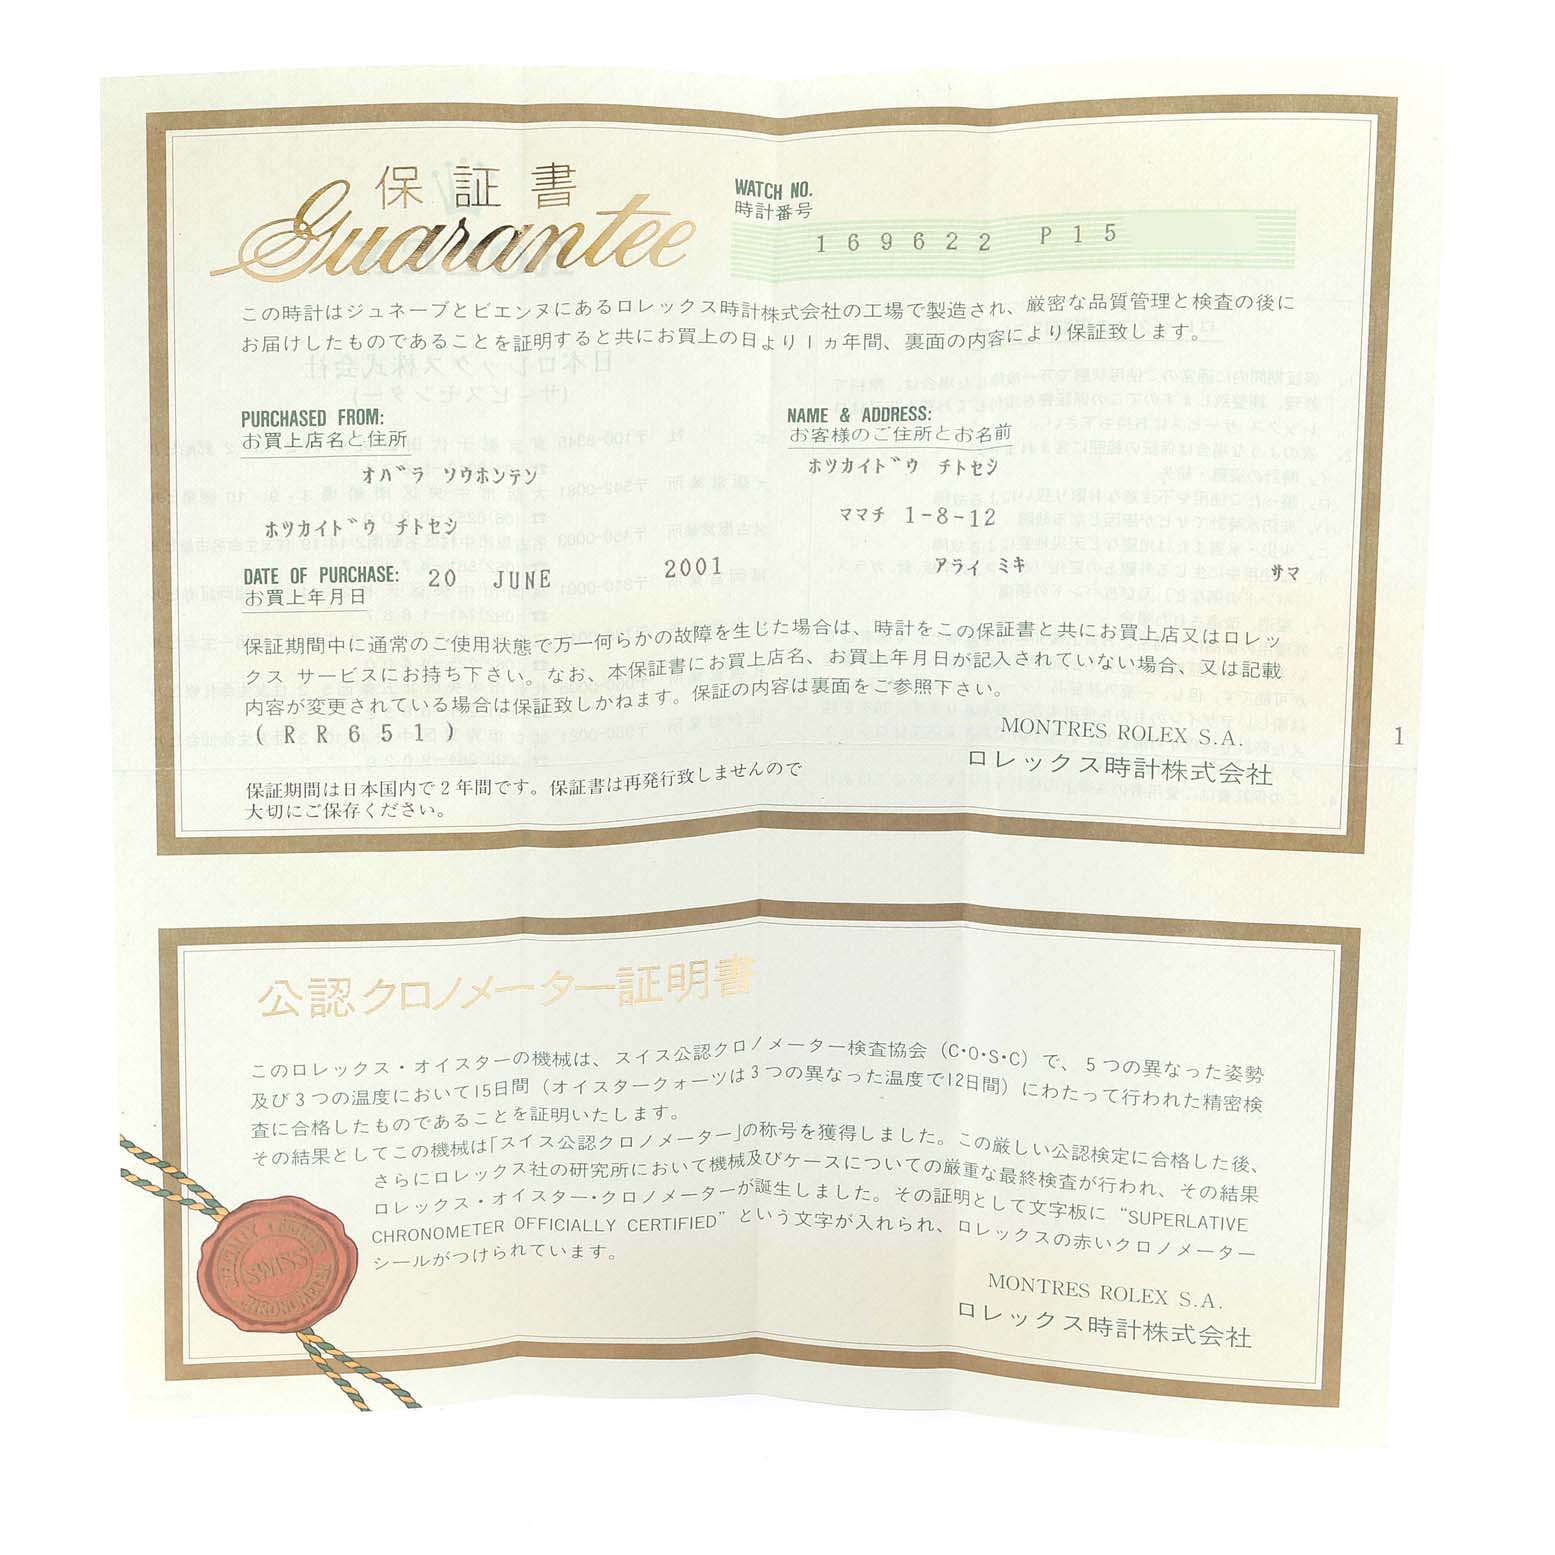 保証書
Guarantee
WATCH NO.
時計番号
169622 P15
この時計はジュネーブとビエンヌにあるロレックス時計株式会社の工場で製造され、厳密な品質管理と検査の後に
お届けしたものであることを証明すると共にお買上の日より1ヵ年間、裏面の内容により保証致します。
PURCHASED FROM:
お買上店名と住所
オバラ ソウホンテン
ホツカイドウ チトセシ
NAME & ADDRESS:
お客様のご住所とお名前
ホツカイドウ チトセシ
ママチ 1-8-12
アライ ミキ サマ
DATE OF PURCHASE: 20 JUNE 2001
お買上年月日
保証期間中に通常のご使用状態で万一何らかの故障を生じた場合は、時計をこの保証書と共にお買上店又はロレッ
クス サービスにお持ち下さい。なお、本保証書にお買上店名、お買上年月日が記入されていない場合、又は記載
内容が変更されている場合は保証致しかねます。保証の内容は裏面をご参照下さい。
(RR651)
MONTRES ROLEX S.A.
ロレックス時計株式会社
1
保証期間は日本国内で2年間です。保証書は再発行致しませんので
大切にご保存ください。
公認クロノメーター証明書
このロレックス・オイスターの機械は、スイス公認クロノメーター検査協会（C・O・S・C）で、5つの異なった姿勢
及び3つの温度において15日間（オイスタークォーツは3つの異なった温度で12日間）にわたって行われた精密検
査に合格したものであることを証明いたします。
その結果としてこの機械は「スイス公認クロノメーター」の称号を獲得しました。この厳しい公認検定に合格した後、
さらにロレックス社の研究所において機械及びケースについての厳重な最終検査が行われ、その結果
ロレックス・オイスター・クロノメーターが誕生しました。その証明として文字板に “SUPERLATIVE
CHRONOMETER OFFICIALLY CERTIFIED” という文字が入れられ、ロレックスの赤いクロノメーター
シールがつけられています。
SWISS
CHRONOMETER
MONTRES ROLEX S.A.
ロレックス時計株式会社